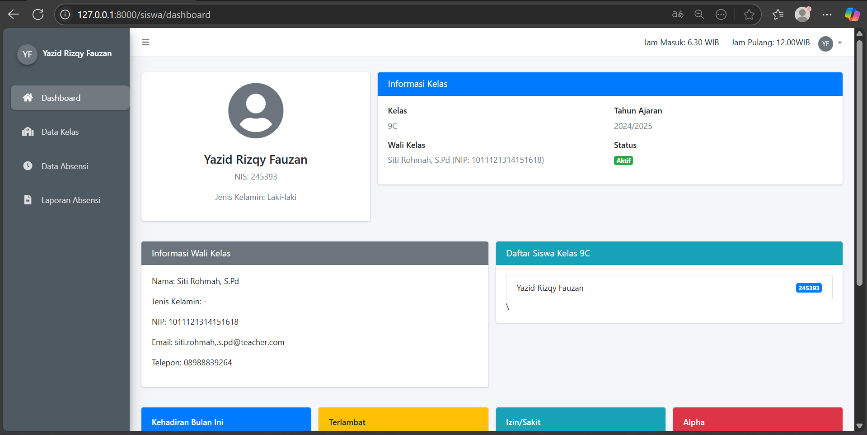 127.0.0.1:8000/siswa/dashboard
YF Yazid Rizqy Fauzan
Jam Masuk: 6.30 WIB Jam Pulang: 12.00WIB YF
Dashboard
Data Kelas
Data Absensi
Laporan Absensi
Yazid Rizqy Fauzan
NIS: 245393
Jenis Kelamin: Laki-laki
Informasi Kelas
Kelas
9C
Tahun Ajaran
2024/2025
Wali Kelas
Siti Rohmah, S.Pd (NIP: 1011121314151618)
Status
Aktif
Informasi Wali Kelas
Nama: Siti Rohmah, S.Pd
Jenis Kelamin: -
NIP: 1011121314151618
Email: siti.rohmah,.s.pd@teacher.com
Telepon: 08988839264
Daftar Siswa Kelas 9C
Yazid Rizqy Fauzan 245393
\
Kehadiran Bulan Ini
Terlambat
Izin/Sakit
Alpha